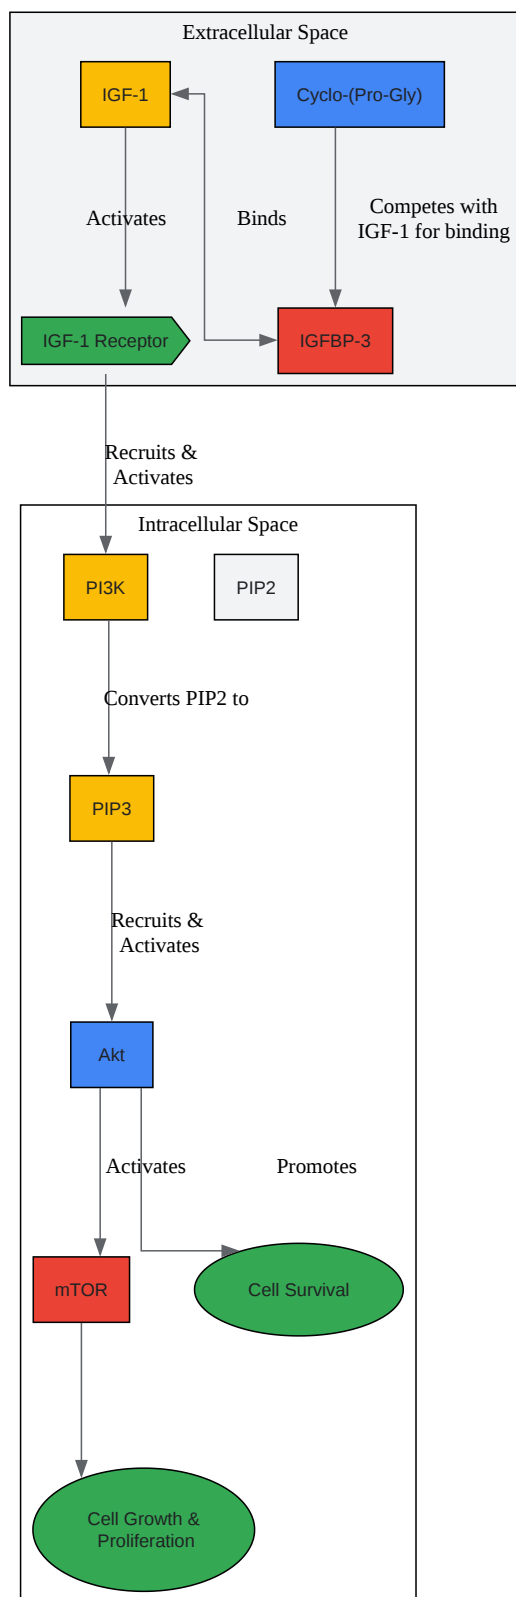 Extracellular Space
IGF-1
Cyclo-(Pro-Gly)
Activates
Binds
Competes with
IGF-1 for binding
IGF-1 Receptor
IGFBP-3
Recruits &
Activates
Intracellular Space
PI3K
PIP2
Converts PIP2 to
PIP3
Recruits &
Activates
Akt
Activates
Promotes
mTOR
Cell Survival
Cell Growth &
Proliferation